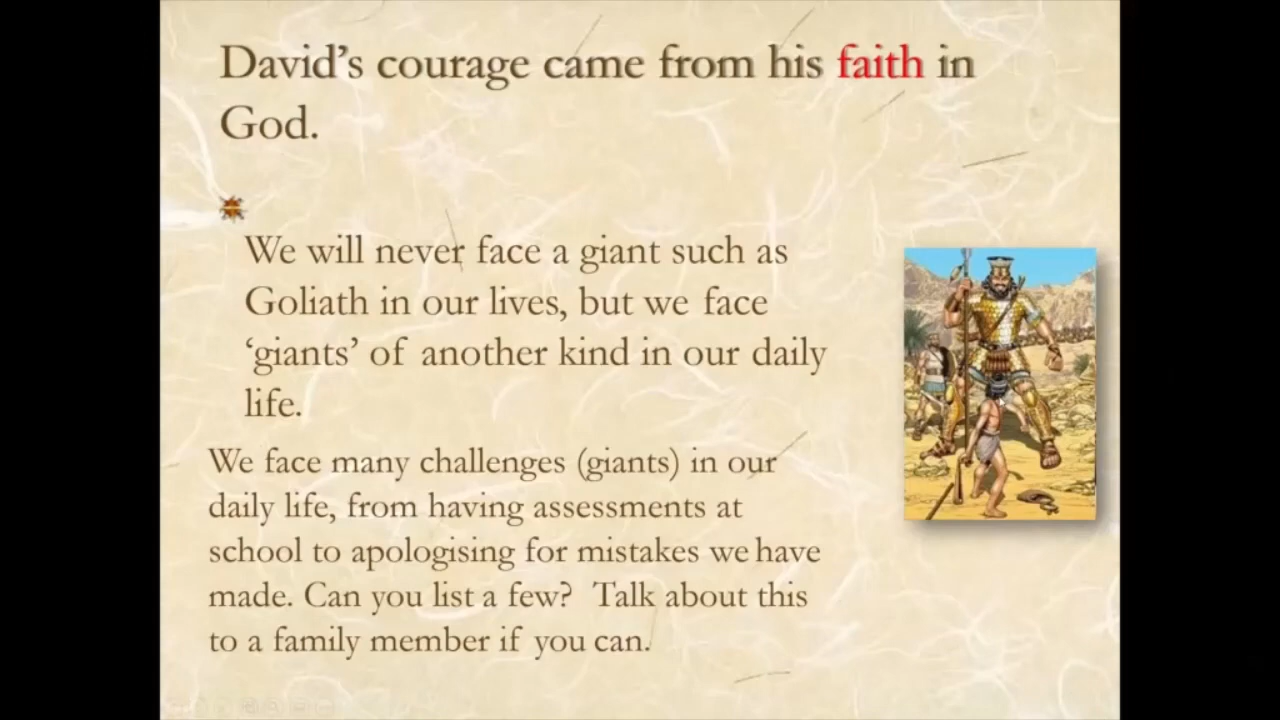 David’s courage came from his faith in
God.
We will never face a giant such as
Goliath in our lives, but we face
‘giants’ of another kind in our daily
life.
We face many challenges (giants) in our
daily life, from having assessments at
school to apologising for mistakes we have
made. Can you list a few?  Talk about this
to a family member if you can.